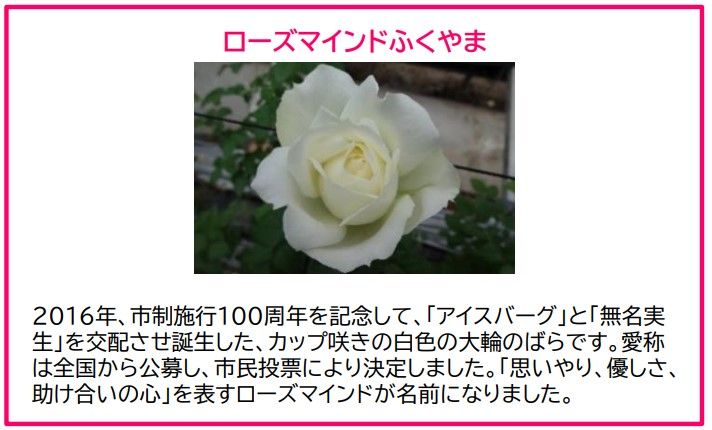 ローズマインドふくやま
2016年、市制施行100周年を記念して、「アイスバーグ」と「無名実
生」を交配させ誕生した、カップ咲きの白色の大輪のばらです。愛称
は全国から公募し、市民投票により決定しました。「思いやり、優しさ、
助け合いの心」を表すローズマインドが名前になりました。